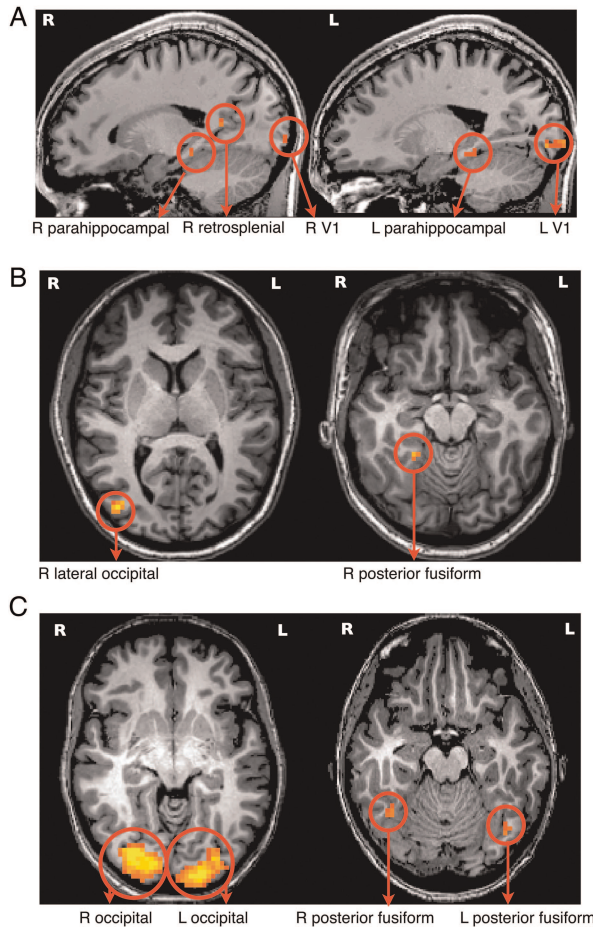 A
R L
R parahippocampal R retrosplenial R V1 L parahippocampal L V1
B
R L R L
R lateral occipital R posterior fusiform
C
R L R L
R occipital L occipital R posterior fusiform L posterior fusiform